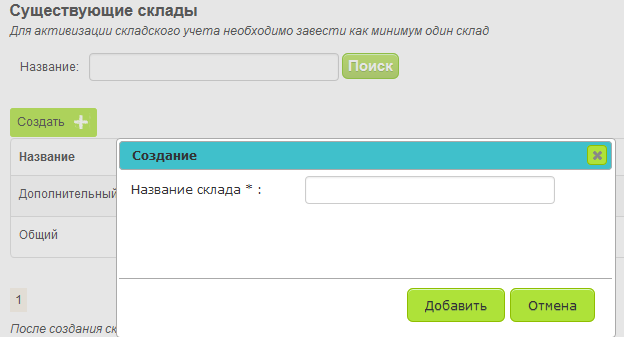 Существующие склады
Для активизации складского учета необходимо завести как минимум один склад
Название: Поиск
Создать
Название
Создание
Название склада * :
Дополнительный
Общий
Добавить Отмена
1
После создания